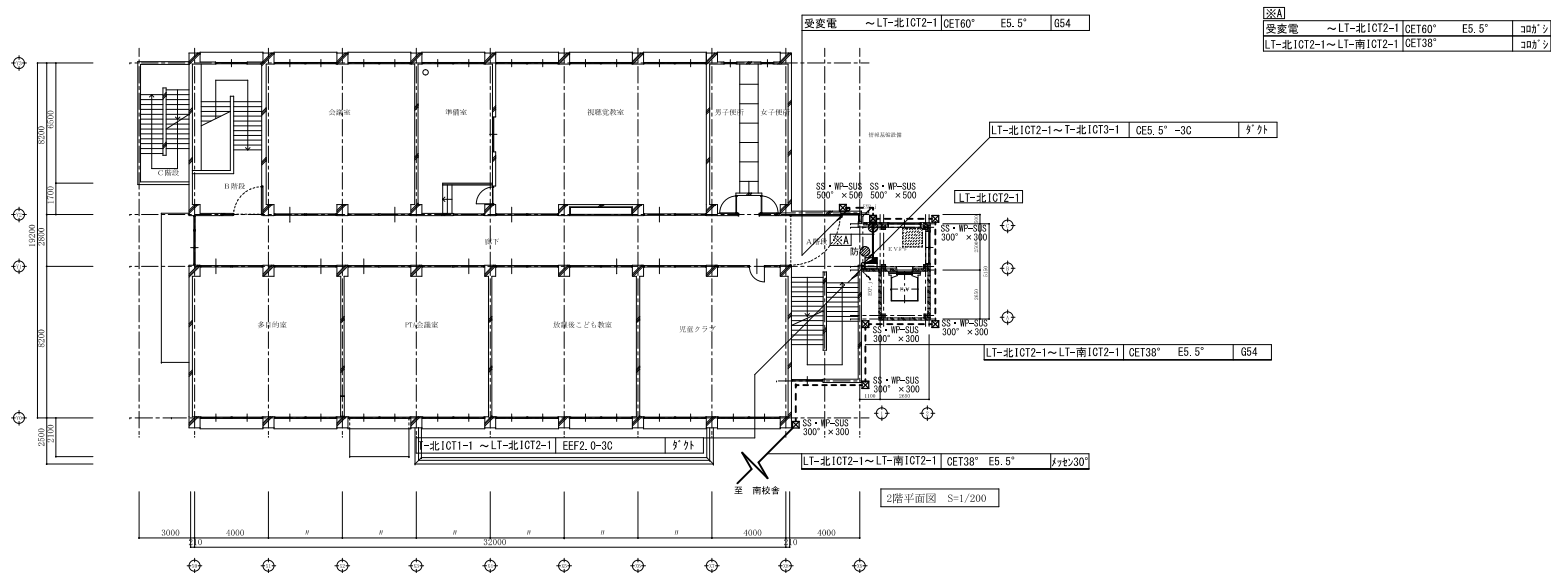 受変電 ～LT-北ICT2-1 CET60° E5.5° G54
※A
受変電 ～LT-北ICT2-1 CET60° E5.5° コロガシ
LT-北ICT2-1～LT-南ICT2-1 CET38° コロガシ
会議室
準備室
視聴覚教室
男子便所
女子便所
LT-北ICT2-1～T-北ICT3-1 CE5.5°-3C ダクト
C階段
B階段
SS・WP-SUS
500°×500
SS・WP-SUS
500°×500
LT-北ICT2-1
SS・WP-SUS
300°×300
廊下
A階段
※A
防
多目的室
PTA会議室
放課後こども教室
児童クラブ
SS・WP-SUS
300°×300
SS・WP-SUS
300°×300
LT-北ICT2-1～LT-南ICT2-1 CET38° E5.5° G54
SS・WP-SUS
300°×300
SS・WP-SUS
300°×300
T-北ICT1-1 ～LT-北ICT2-1 EEF2.0-3C ダクト
LT-北ICT2-1～LT-南ICT2-1 CET38° E5.5° メッセン30°
至 南校舎
2階平面図 S=1/200
6500
8200
1700
19200
2800
8200
2500
2100
1100
2600
3000
4000
〃
〃
〃
〃
〃
〃
4000
4000
210
32000
210